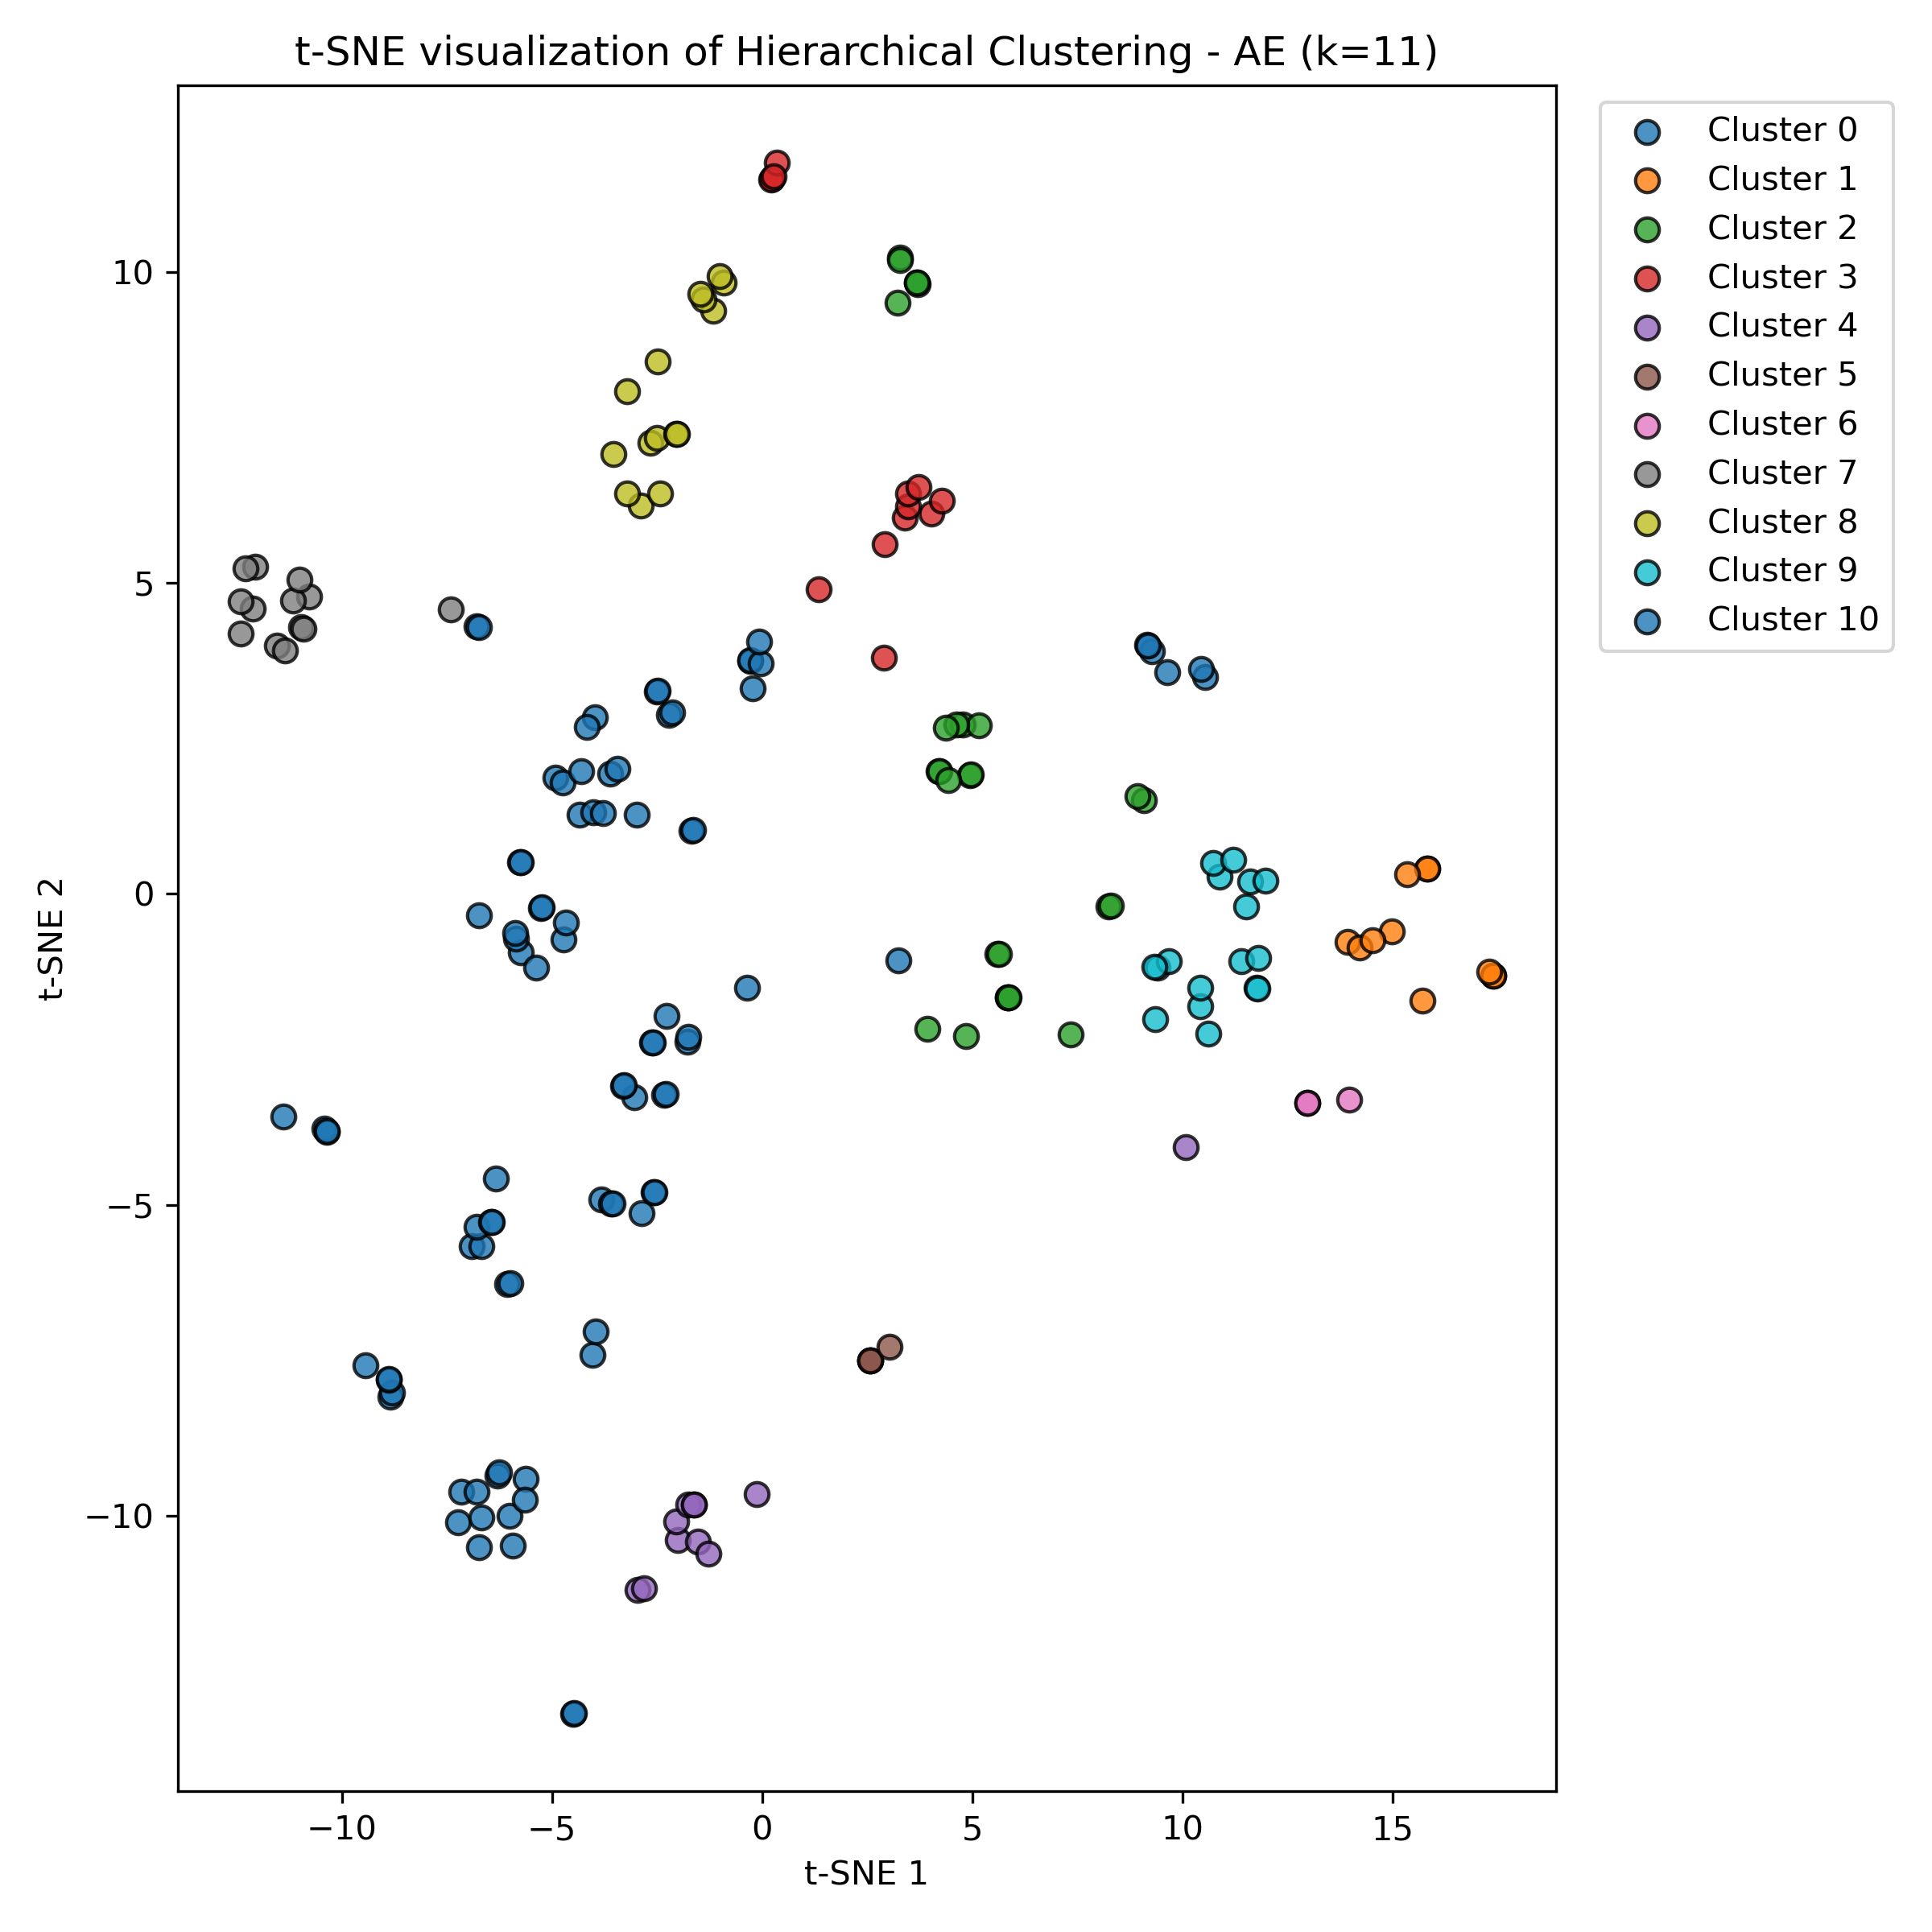 t-SNE visualization of Hierarchical Clustering - AE (k=11)
Cluster 0
Cluster 1
Cluster 2
Cluster 3
Cluster 4
Cluster 5
Cluster 6
Cluster 7
Cluster 8
Cluster 9
Cluster 10
t-SNE 2
10
5
0
−5
−10
−10
−5
0
5
10
15
t-SNE 1